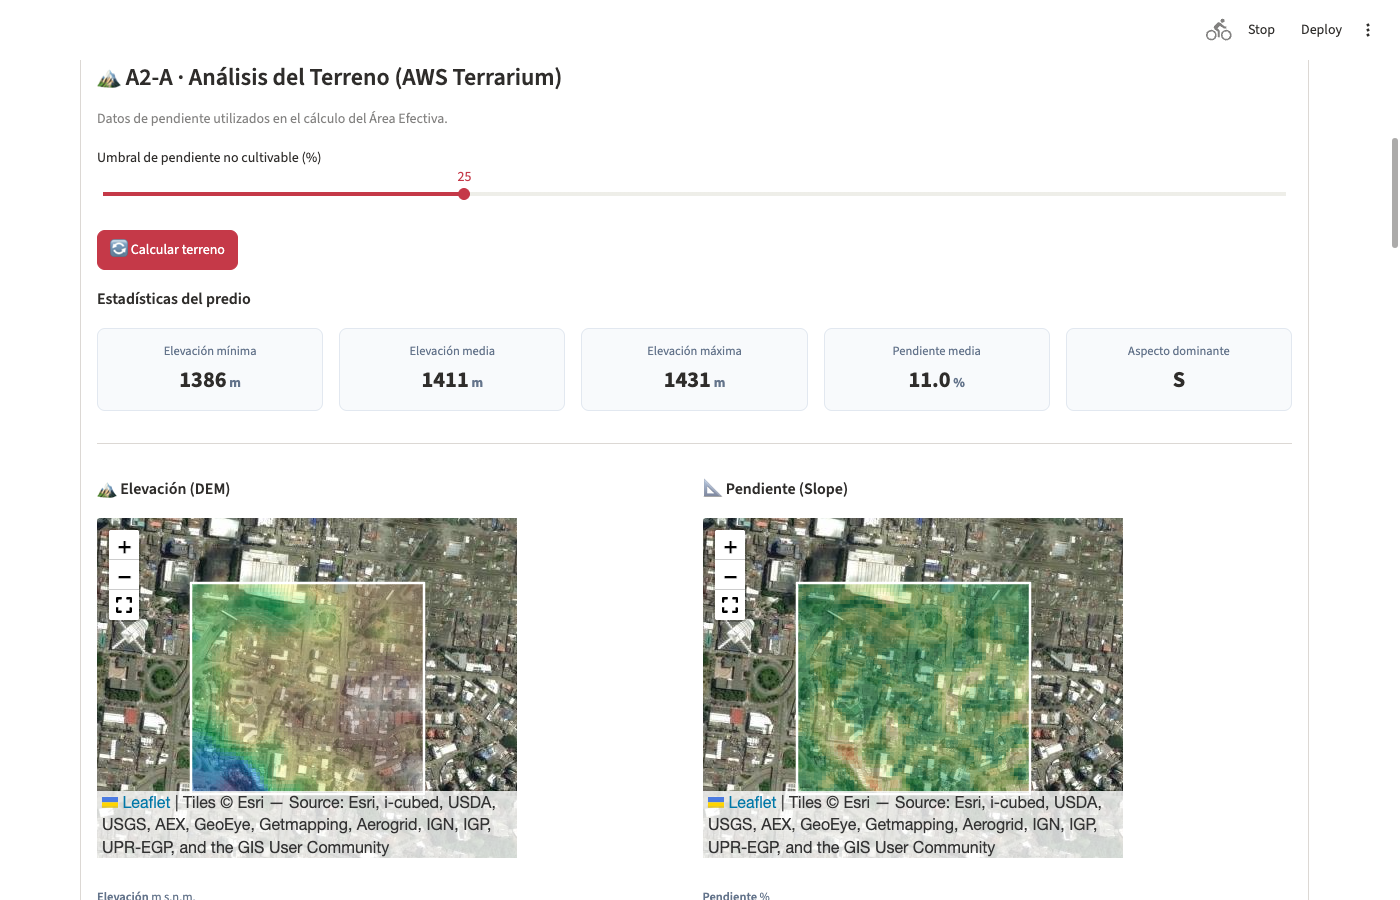 Stop
Deploy
A2-A · Análisis del Terreno (AWS Terrarium)
Datos de pendiente utilizados en el cálculo del Área Efectiva.
Umbral de pendiente no cultivable (%)
25
Calcular terreno
Estadísticas del predio
Elevación mínima
1386 m
Elevación media
1411 m
Elevación máxima
1431 m
Pendiente media
11.0 %
Aspecto dominante
S
Elevación (DEM)
+
−
Leaflet | Tiles © Esri — Source: Esri, i-cubed, USDA,
USGS, AEX, GeoEye, Getmapping, Aerogrid, IGN, IGP,
UPR-EGP, and the GIS User Community
Elevación m s.n.m.
Pendiente (Slope)
+
−
Leaflet | Tiles © Esri — Source: Esri, i-cubed, USDA,
USGS, AEX, GeoEye, Getmapping, Aerogrid, IGN, IGP,
UPR-EGP, and the GIS User Community
Pendiente %